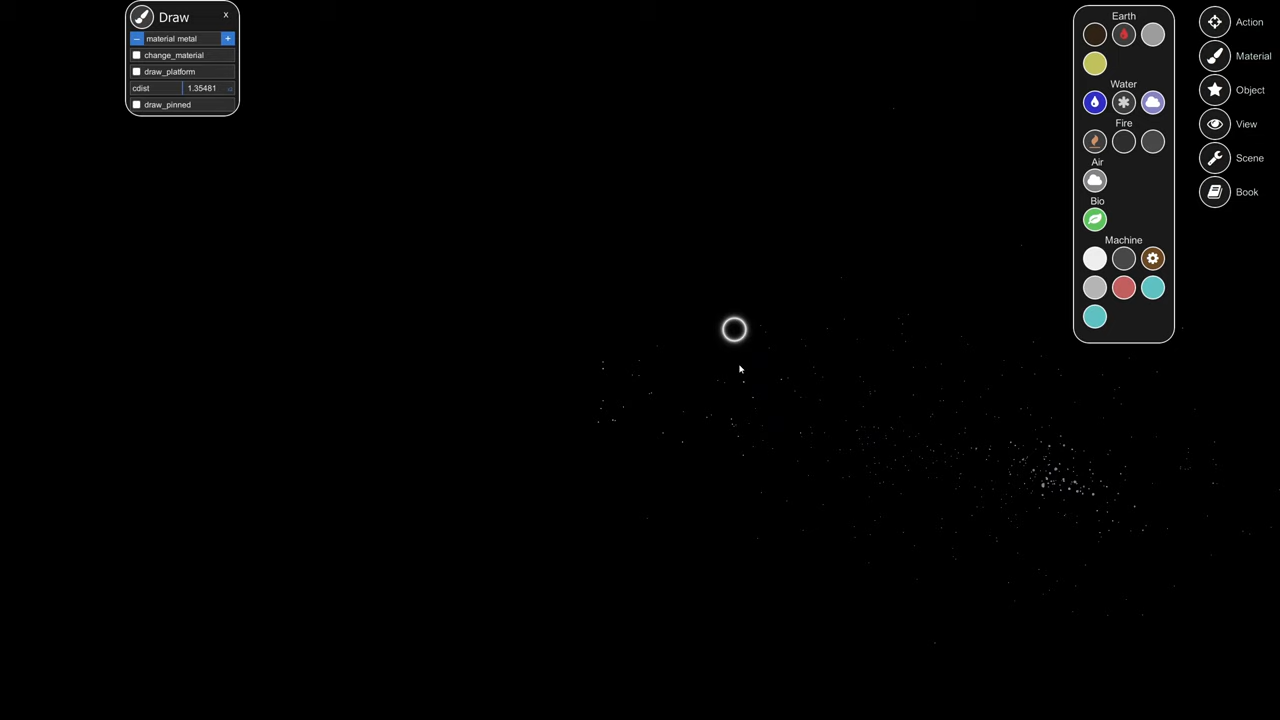 Draw
x
– material metal +
change_material
draw_platform
cdist 1.35481
draw_pinned
Earth
Water
Fire
Air
Bio
Machine
Action
Material
Object
View
Scene
Book